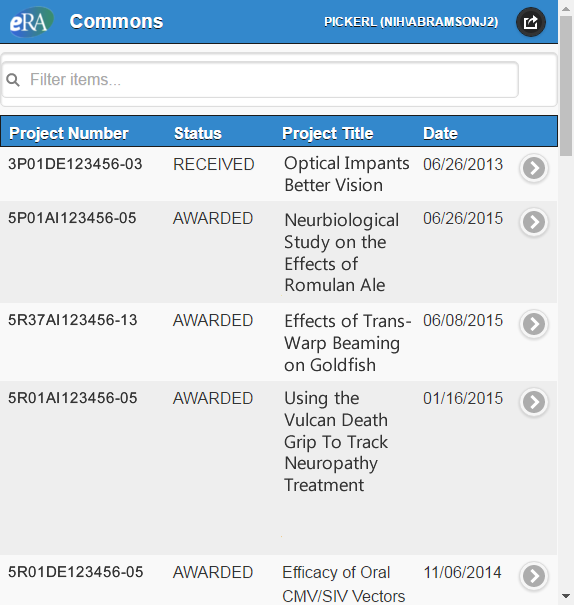 eRA Commons PICKERL (NIH\ABRAMSONJ2)
Filter items...
Project Number Status Project Title Date
3P01DE123456-03 RECEIVED Optical Impants 06/26/2013
Better Vision
5P01AI123456-05 AWARDED Neurbiological 06/26/2015
Study on the
Effects of
Romulan Ale
5R37AI123456-13 AWARDED Effects of Trans- 06/08/2015
Warp Beaming
on Goldfish
5R01AI123456-05 AWARDED Using the 01/16/2015
Vulcan Death
Grip To Track
Neuropathy
Treatment
5R01DE123456-05 AWARDED Efficacy of Oral 11/06/2014
CMV/SIV Vectors